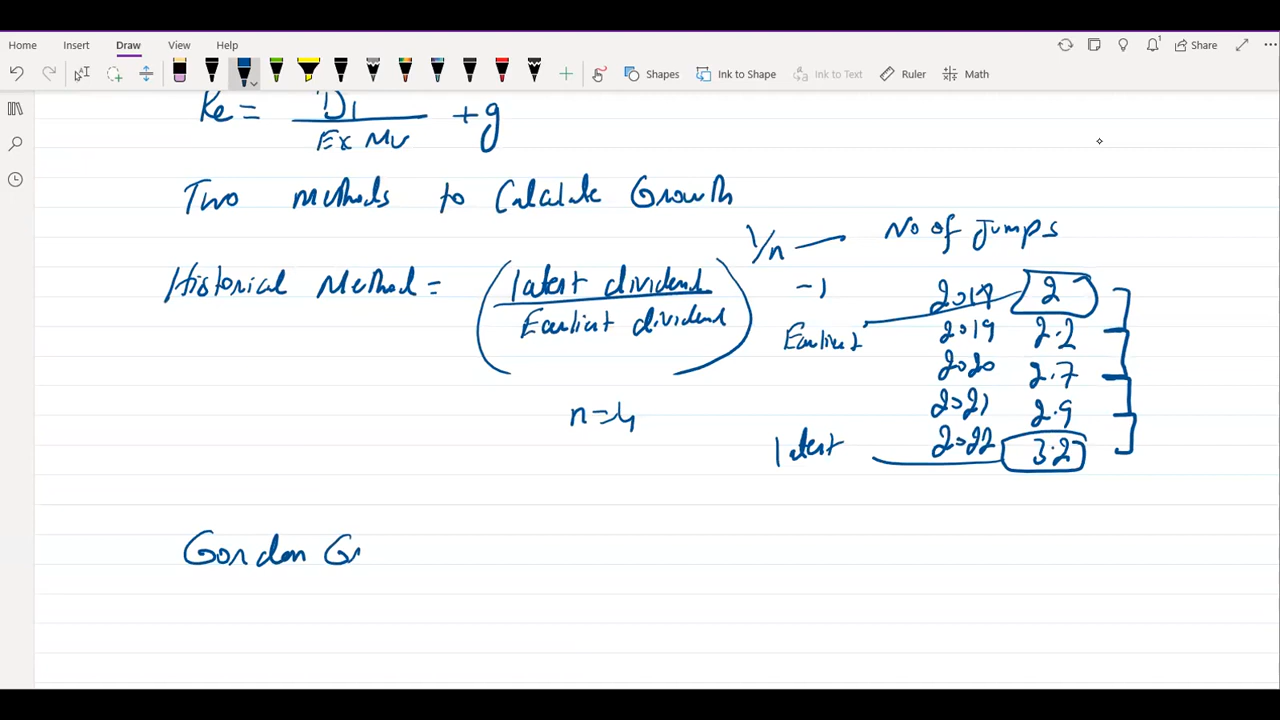 Home Insert Draw View Help
1 Share
Shapes Ink to Shape Ink to Text Ruler Math
Ke = D1 / Ex Mv + g
Two methods to Calculate Growth
Historical Method = (latest dividend / Earliest dividend) 1/n - 1
1/n — No of Jumps
2019 2.2
2020 2.7
2021 2.9
2022 3.2
Earliest
latest
n=4
Gordon Gr